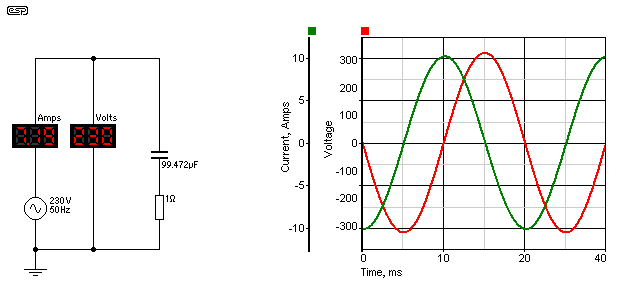 esp
Amps
Volts
99.472µF
1Ω
230V
50Hz
Current, Amps
10
5
0
-5
-10
Voltage
300
200
100
0
-100
-200
-300
0
10
20
40
Time, ms